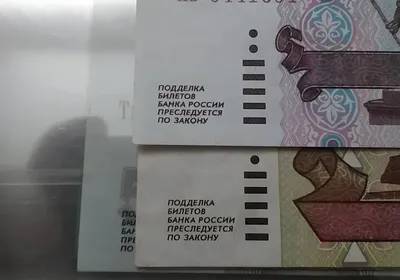 ПОДДЕЛКА
БИЛЕТОВ
БАНКА РОССИИ
ПРЕСЛЕДУЕТСЯ
ПО ЗАКОНУ
ПОДДЕЛКА
БИЛЕТОВ
БАНКА РОССИИ
ПРЕСЛЕДУЕТСЯ
ПО ЗАКОНУ